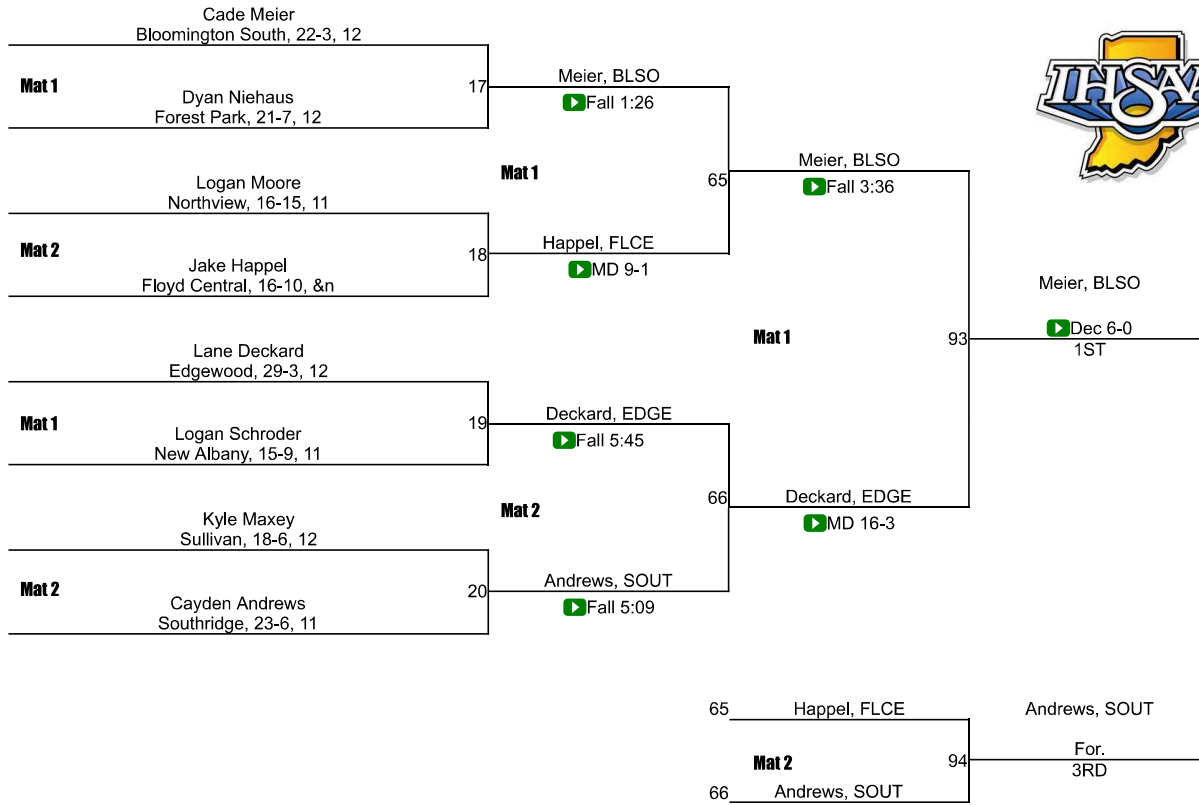 Cade Meier
Bloomington South, 22-3, 12
Mat 1
17
Dyan Niehaus
Forest Park, 21-7, 12
Meier, BLSO
Fall 1:26
Mat 1
65
Logan Moore
Northview, 16-15, 11
Mat 2
18
Jake Happel
Floyd Central, 16-10, &n
Happel, FLCE
MD 9-1
Meier, BLSO
Fall 3:36
IHSAA
Mat 1
93
Meier, BLSO
Dec 6-0
1ST
Lane Deckard
Edgewood, 29-3, 12
Mat 1
19
Logan Schroder
New Albany, 15-9, 11
Deckard, EDGE
Fall 5:45
Mat 2
66
Deckard, EDGE
MD 16-3
Kyle Maxey
Sullivan, 18-6, 12
Mat 2
20
Cayden Andrews
Southridge, 23-6, 11
Andrews, SOUT
Fall 5:09
65
Happel, FLCE
Mat 2
94
66
Andrews, SOUT
Andrews, SOUT
For.
3RD